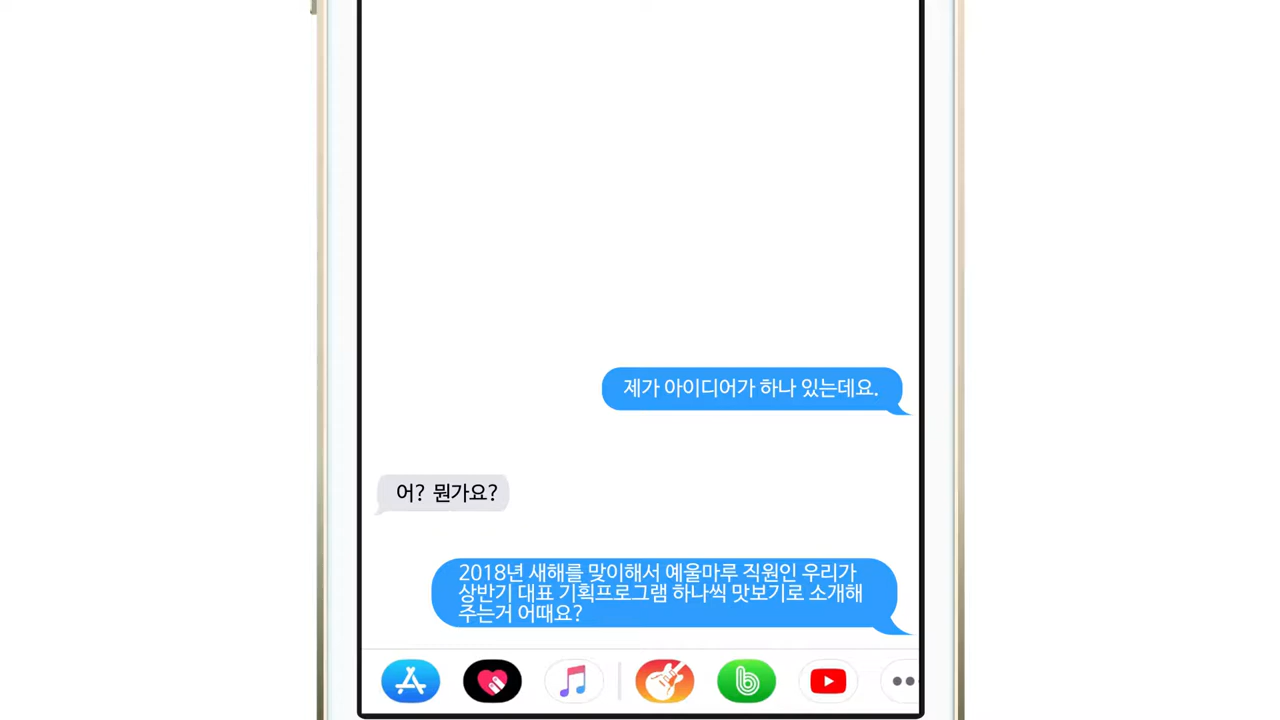 제가 아이디어가 하나 있는데요.
어? 뭔가요?
2018년 새해를 맞이해서 예울마루 직원인 우리가
상반기 대표 기획프로그램 하나씩 맛보기로 소개해
주는거 어때요?